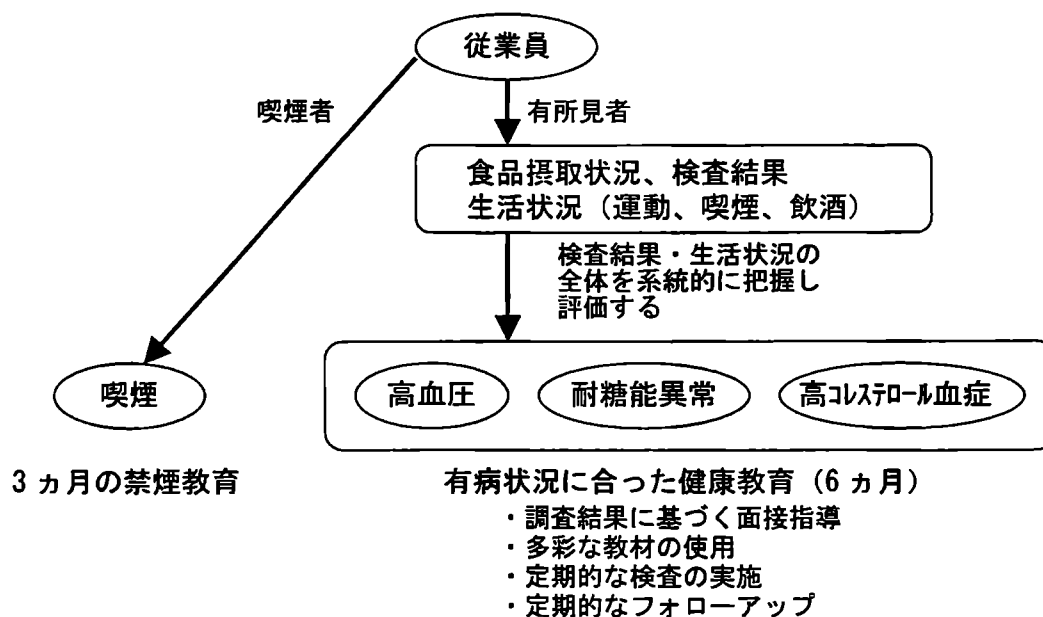 従業員
喫煙者
有所見者
食品摂取状況、検査結果
生活状況（運動、喫煙、飲酒）
検査結果・生活状況の
全体を系統的に把握し
評価する
喫煙
高血圧
耐糖能異常
高コレステロール血症
3ヵ月の禁煙教育
有病状況に合った健康教育（6ヵ月）
・調査結果に基づく面接指導
・多彩な教材の使用
・定期的な検査の実施
・定期的なフォローアップ